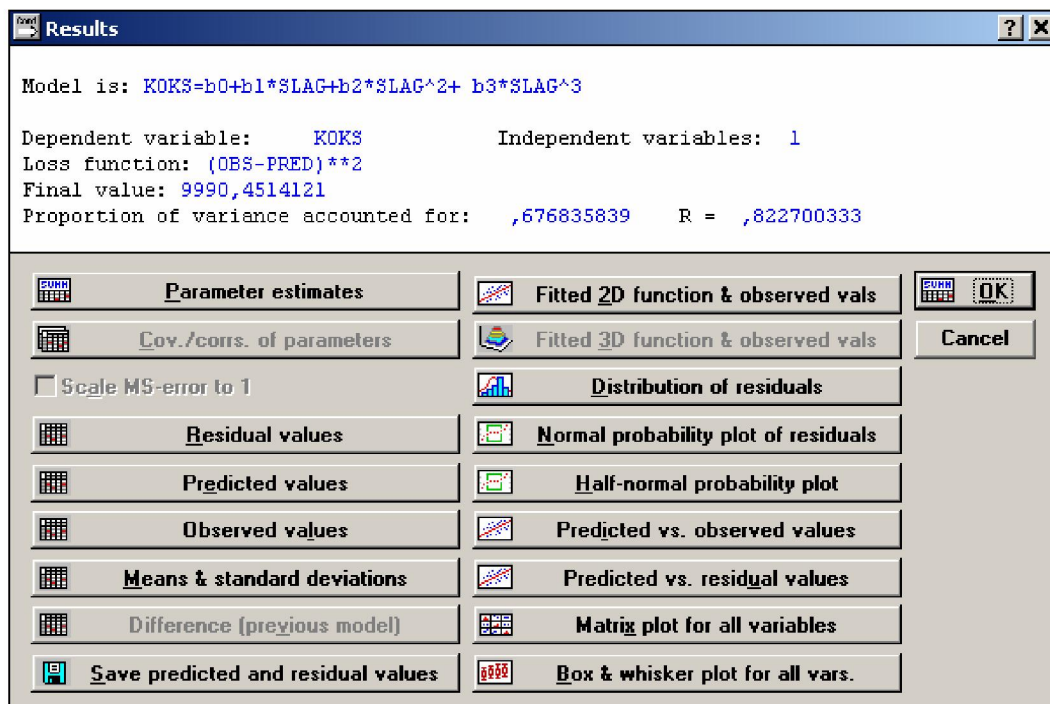 Results
Model is: KOKS=b0+b1*SLAG+b2*SLAG^2+ b3*SLAG^3
Dependent variable: KOKS Independent variables: 1
Loss function: (OBS-PRED)**2
Final value: 9990,4514121
Proportion of variance accounted for: ,676835839 R = ,822700333
Parameter estimates
Cov./corrs. of parameters
Scale MS-error to 1
Residual values
Predicted values
Observed values
Means & standard deviations
Difference (previous model)
Save predicted and residual values
Fitted 2D function & observed vals
Fitted 3D function & observed vals
Distribution of residuals
Normal probability plot of residuals
Half-normal probability plot
Predicted vs. observed values
Predicted vs. residual values
Matrix plot for all variables
Box & whisker plot for all vars.
OK
Cancel